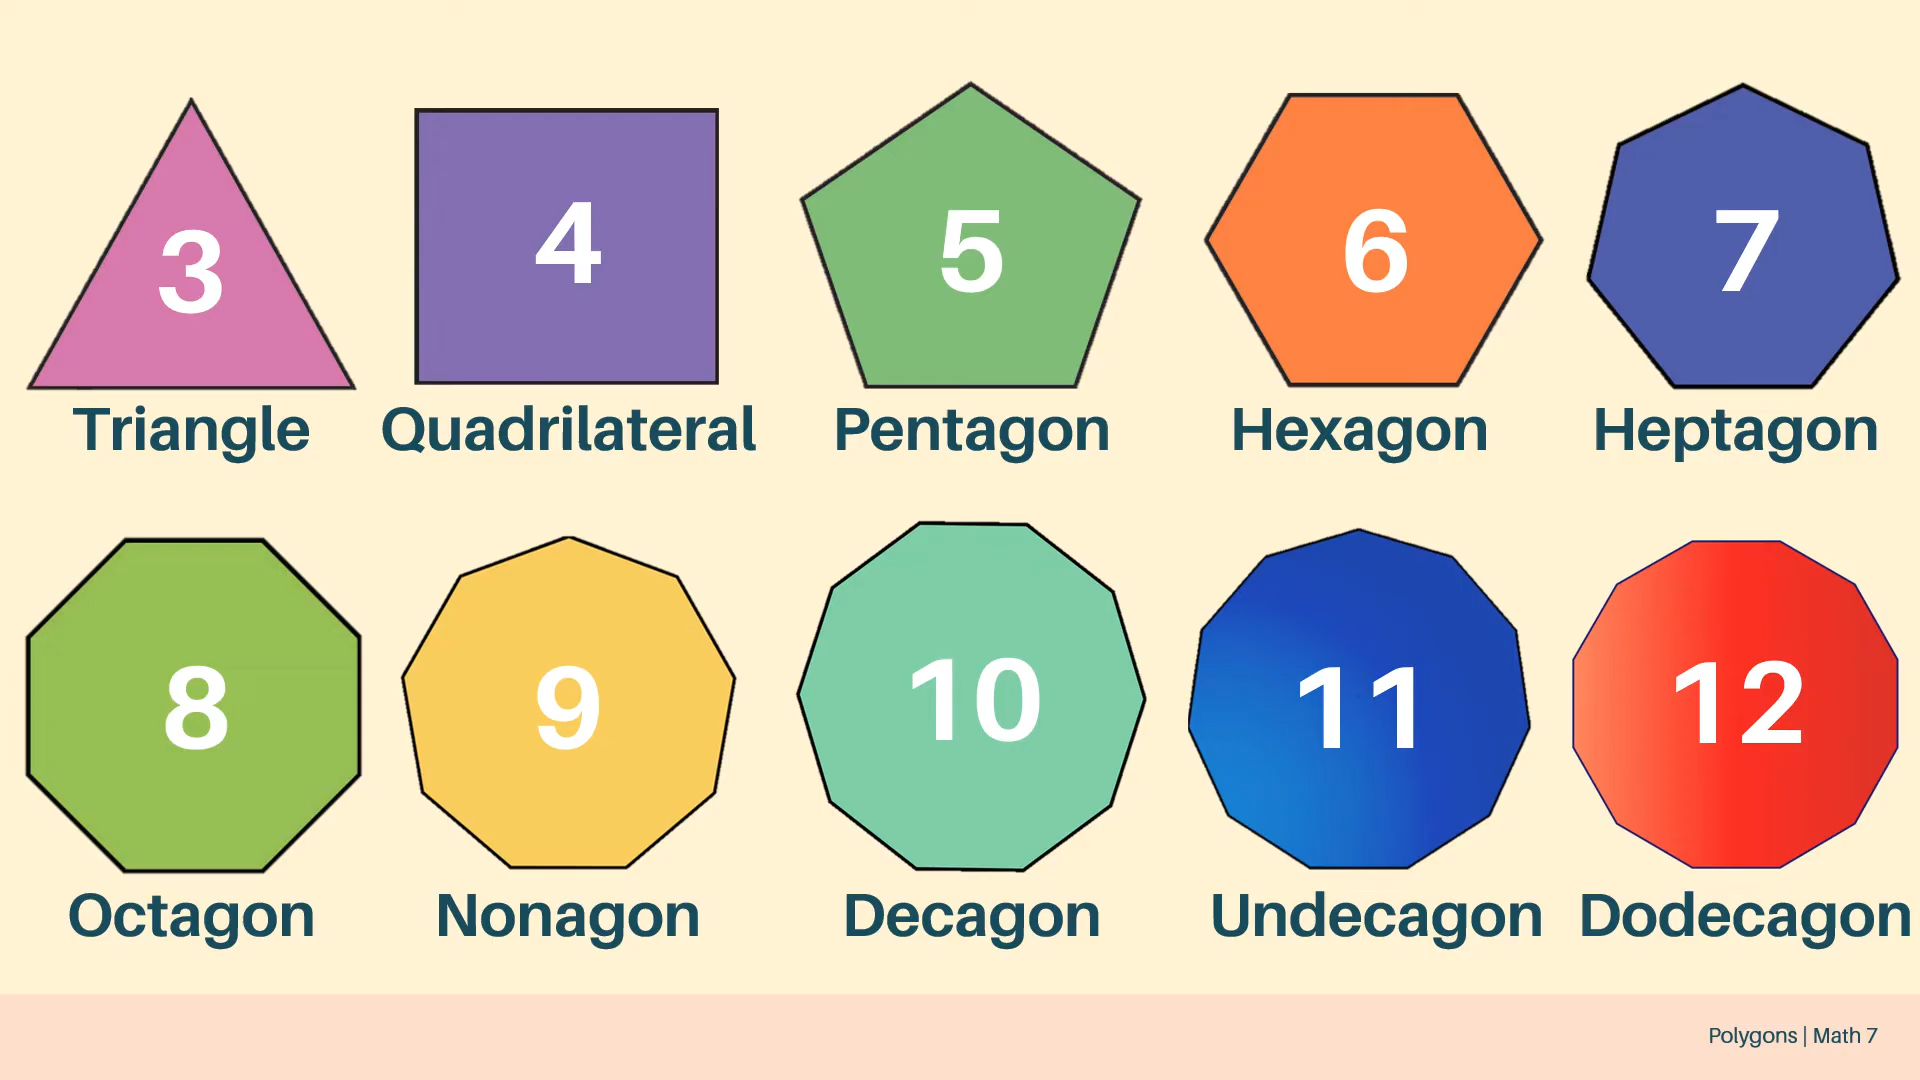 3 4 5 6 7
Triangle Quadrilateral Pentagon Hexagon Heptagon
8 9 10 11 12
Octagon Nonagon Decagon Undecagon Dodecagon
Polygons | Math 7